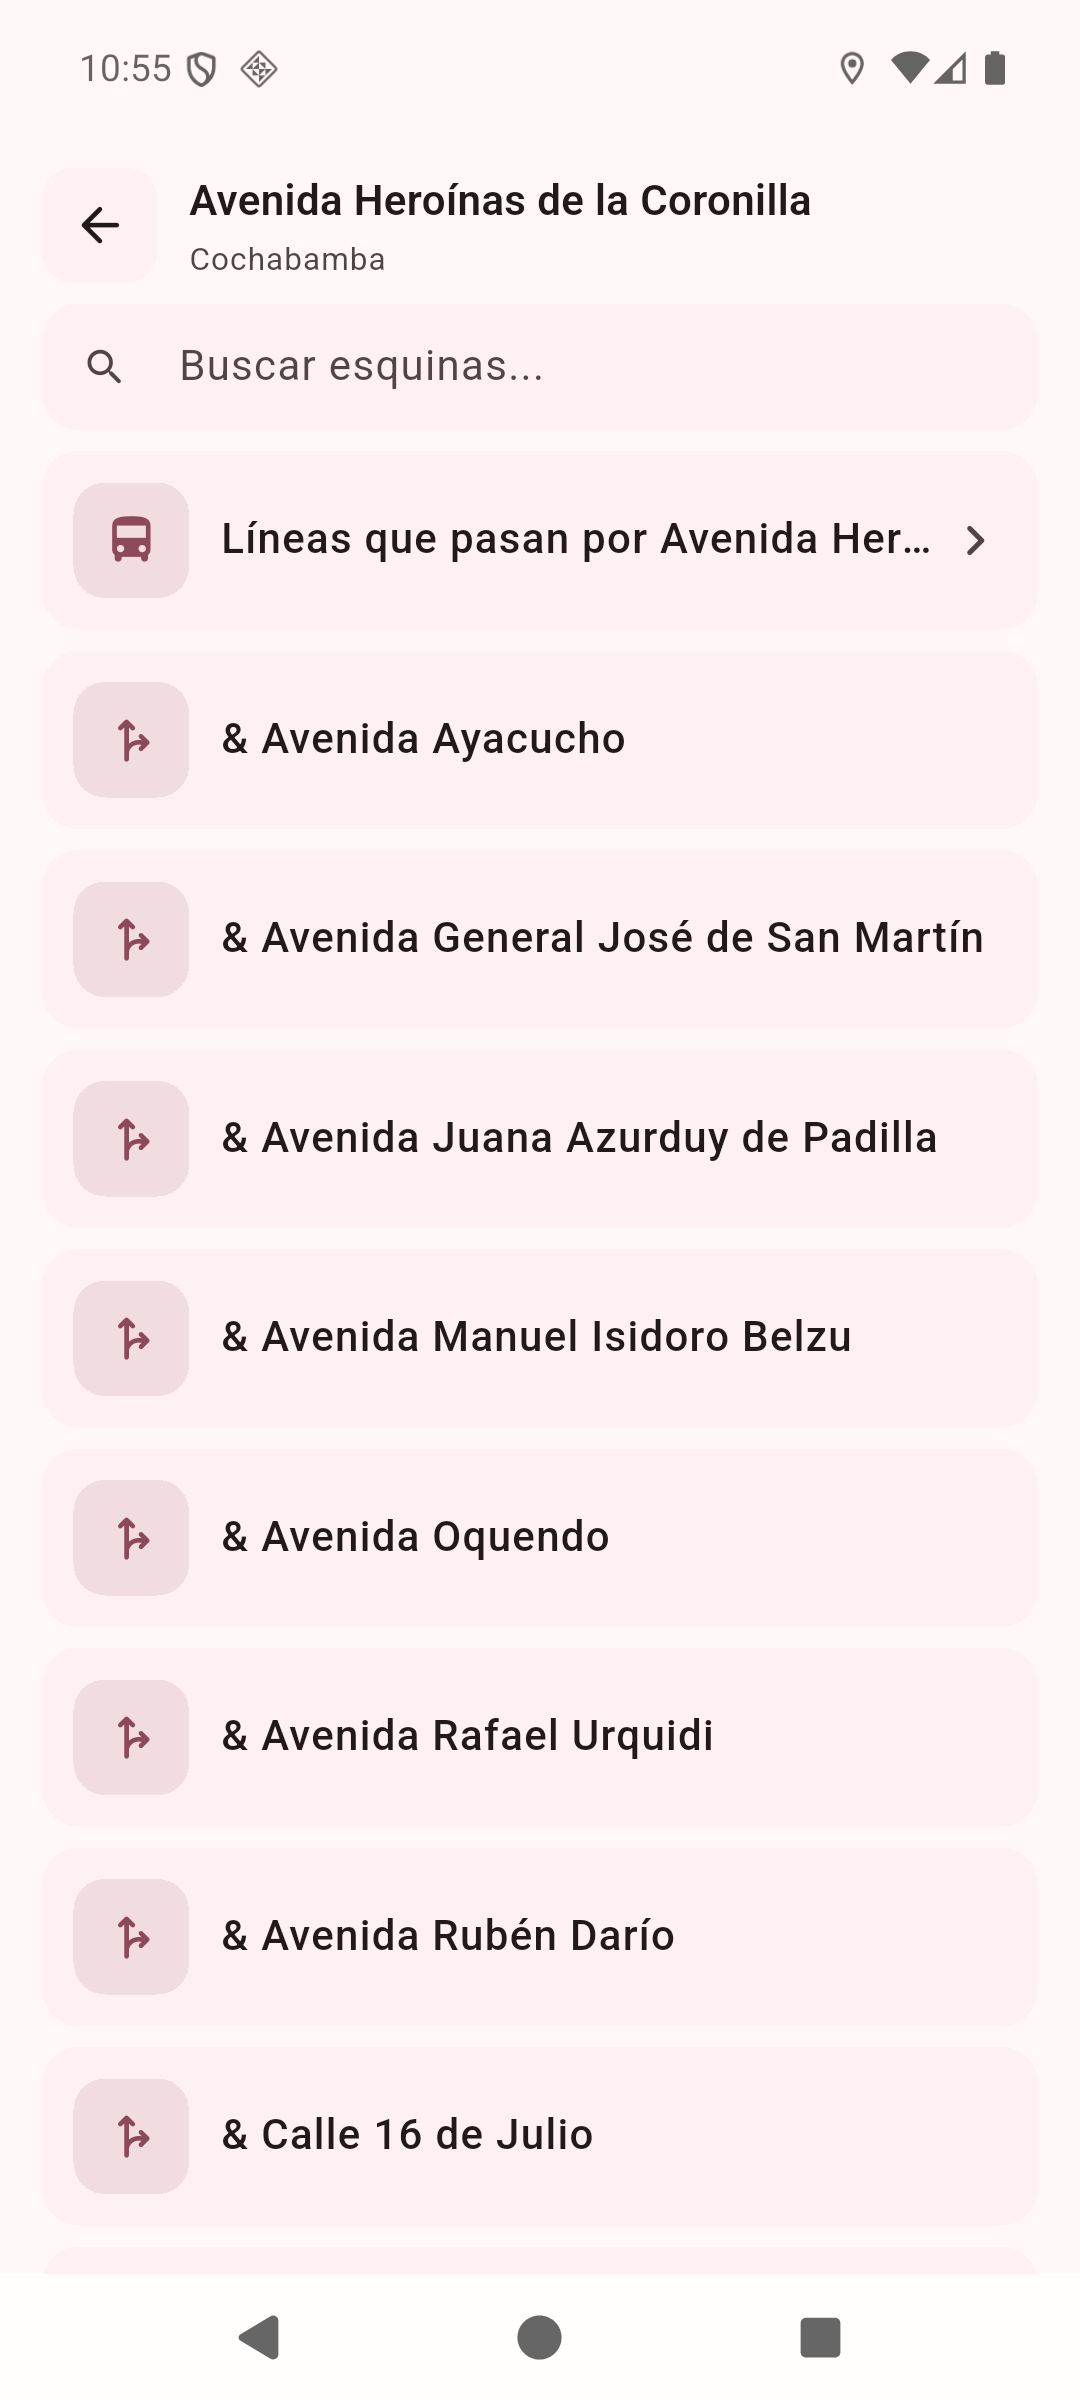 10:55
Avenida Heroínas de la Coronilla
Cochabamba
Buscar esquinas...
Líneas que pasan por Avenida Her...
& Avenida Ayacucho
& Avenida General José de San Martín
& Avenida Juana Azurduy de Padilla
& Avenida Manuel Isidoro Belzu
& Avenida Oquendo
& Avenida Rafael Urquidi
& Avenida Rubén Darío
& Calle 16 de Julio